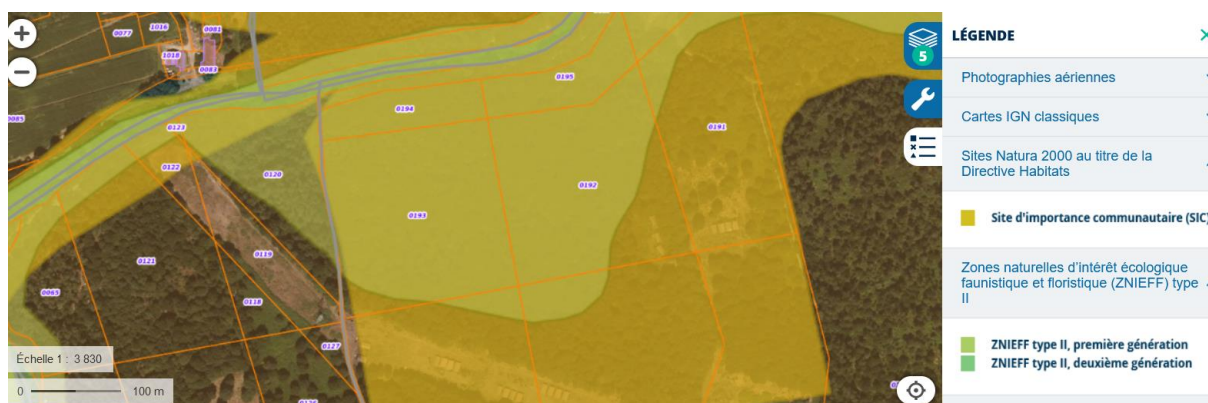 0077
1016
0081
1018
0083
0085
0123
0122
0120
0194
0195
0191
0192
0193
0121
0119
0065
0118
0127
Échelle 1 : 3 830
0
100 m
5
LÉGENDE
Photographies aériennes
Cartes IGN classiques
Sites Natura 2000 au titre de la
Directive Habitats
Site d'importance communautaire (SIC)
Zones naturelles d'intérêt écologique
faunistique et floristique (ZNIEFF) type
II
ZNIEFF type II, première génération
ZNIEFF type II, deuxième génération